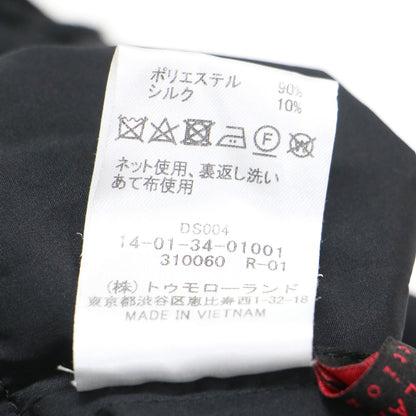 ポリエステル 90%
シルク 10%
F
ネット使用、裏返し洗い
あて布使用
DS004
14-01-34-01001
310060 R-01
(株)トゥモローランド
東京都渋谷区恵比寿西1-32-18
MADE IN VIETNAM